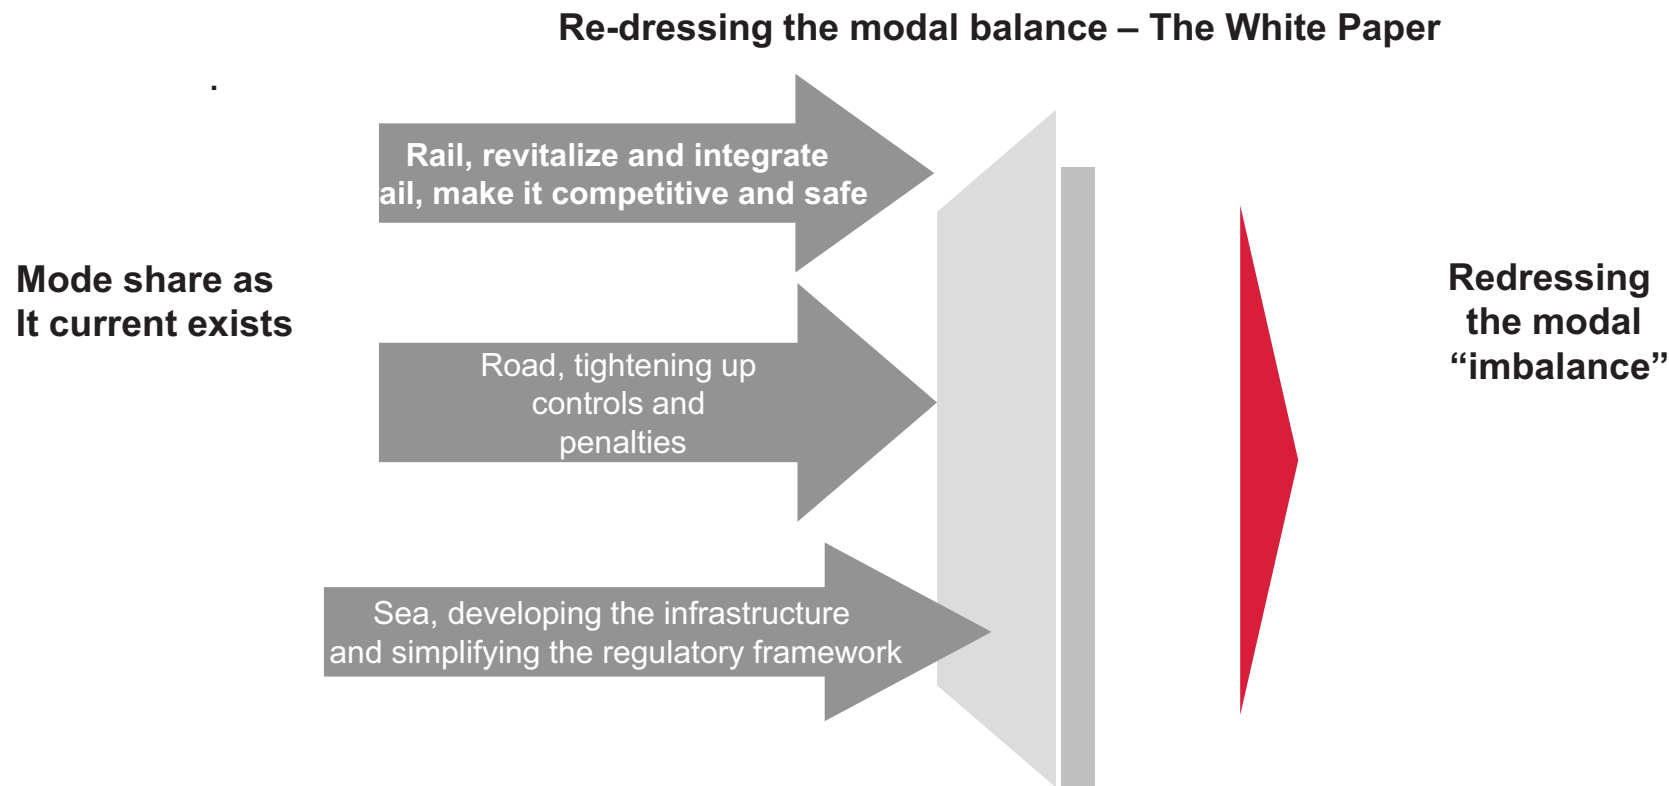 Re-dressing the modal balance – The White Paper
.
Rail, revitalize and integrate
ail, make it competitive and safe
Mode share as
It current exists
Road, tightening up
controls and
penalties
Sea, developing the infrastructure
and simplifying the regulatory framework
Redressing
the modal
“imbalance”